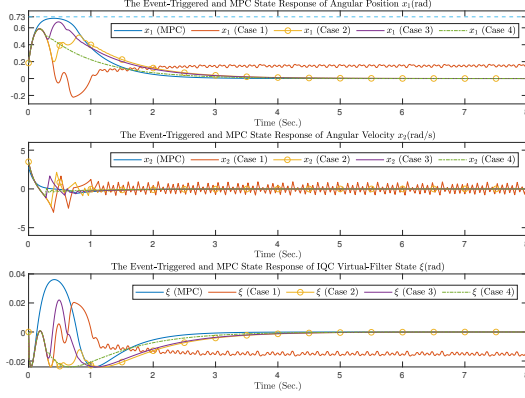 The Event-Triggered and MPC State Response of Angular Position x₁(rad)
0.73
0.4
0.2
0
-0.2
x₁ (MPC) x₁ (Case 1) x₁ (Case 2) x₁ (Case 3) x₁ (Case 4)
0 1 2 3 4 5 6 7 8
Time (Sec.)
The Event-Triggered and MPC State Response of Angular Velocity x₂(rad/s)
5
0
-5
x₂ (MPC) x₂ (Case 1) x₂ (Case 2) x₂ (Case 3) x₂ (Case 4)
0 1 2 3 4 5 6 7 8
Time (Sec.)
The Event-Triggered and MPC State Response of IQC Virtual-Filter State ξ(rad)
0.04
0.02
0
-0.02
ξ (MPC) ξ (Case 1) ξ (Case 2) ξ (Case 3) ξ (Case 4)
0 1 2 3 4 5 6 7 8
Time (Sec.)